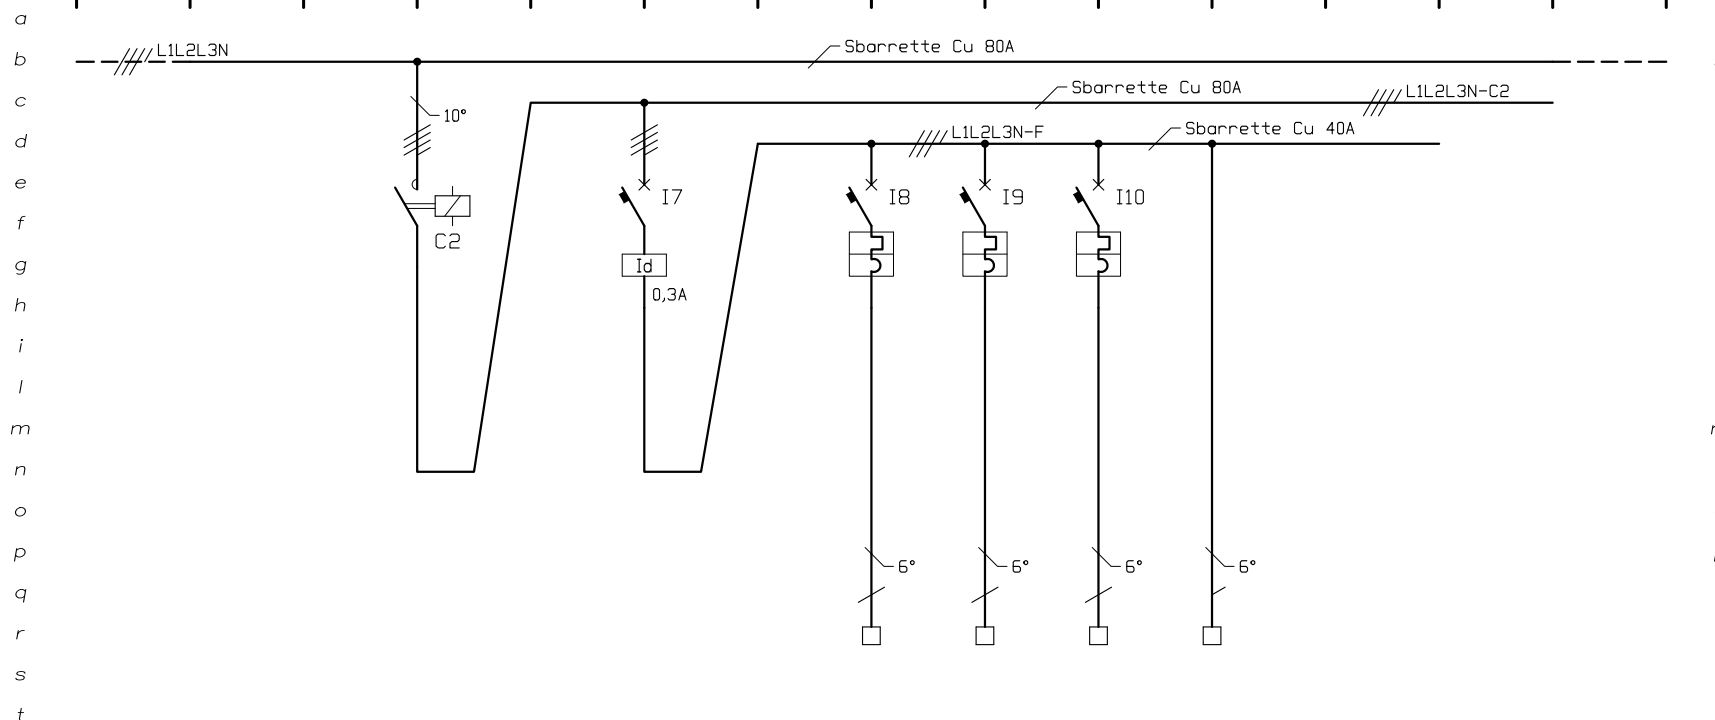 a
b
L1L2L3N
Sbarrette Cu 80A
c
10°
Sbarrette Cu 80A
L1L2L3N-C2
d
L1L2L3N-F
Sbarrette Cu 40A
e
I7
I8
I9
I10
f
C2
g
Id
h
0,3A
i
l
m
n
o
p
6°
6°
6°
6°
q
r
s
t